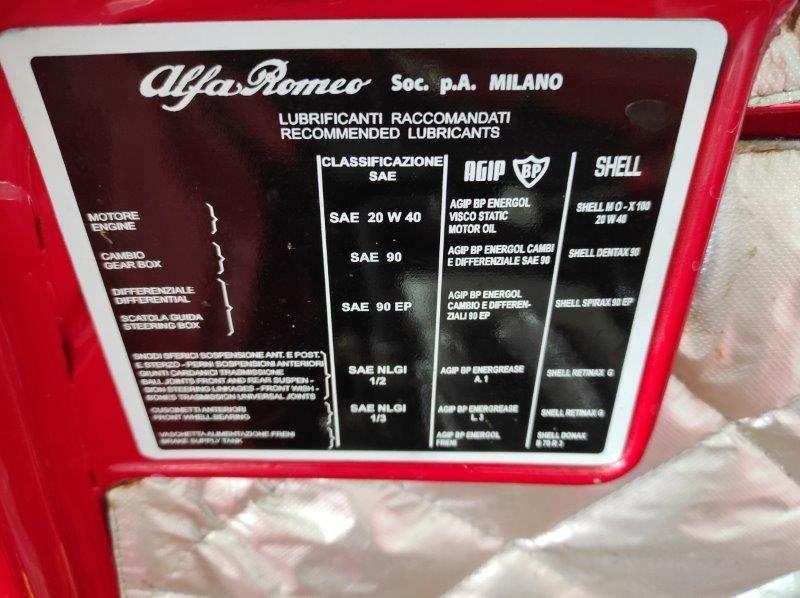 Alfa Romeo Soc. p.A. MILANO
LUBRIFICANTI RACCOMANDATI
RECOMMENDED LUBRICANTS
CLASSIFICAZIONE
SAE
AGIP BP
SHELL
MOTORE
ENGINE
SAE 20 W 40
AGIP BP ENERGOL
VISCO STATIC
MOTOR OIL
SHELL M O - X 100
20 W 40
CAMBIO
GEAR BOX
SAE 90
AGIP BP ENERGOL CAMBI
E DIFFERENZIALE SAE 90
SHELL DENTAX 90
DIFFERENZIALE
DIFFERENTIAL
SCATOLA GUIDA
STEERING BOX
SAE 90 EP
AGIP BP ENERGOL
CAMBIO E DIFFEREN-
ZIALI 90 EP
SHELL SPIRAX 90 EP
SNODI SFERICI SOSPENSIONE ANT. E POST.
E STERZO - PERNI SOSPENSIONI ANTERIORI
GIUNTI CARDANICI TRASMISSIONE
BALL JOINTS FRONT AND REAR SUSPEN -
SION STEERING LINKAGES - FRONT WISH -
BONES TRASMISSION UNIVERSAL JOINTS
SAE NLGI
1/2
AGIP BP ENERGREASE
A. 1
SHELL RETINAX G
CUSCINETTI ANTERIORI
FRONT WHELL BEARING
SAE NLGI
1/3
AGIP BP ENERGREASE
L. 3
SHELL RETINAX G
VASCHETTA ALIMENTAZIONE FRENI
BRAKE SUPPLY TANK
AGIP BP ENERGOL
FRENI
SHELL DONAX
B 70 R 3